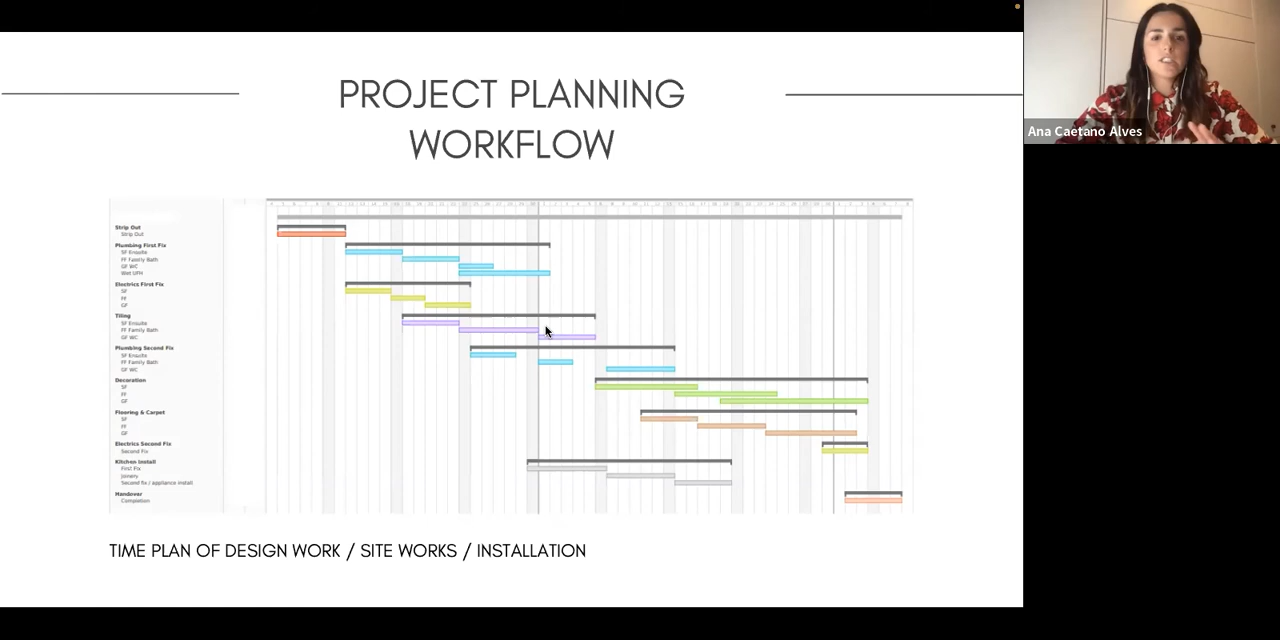 PROJECT PLANNING
WORKFLOW
Ana Caetano Alves
Strip Out
Strip Out
Plumbing First Fix
SF Ensuite
FF Family Bath
GF WC
Wet UFH
Electrics First Fix
SF
FF
GF
Tiling
SF Ensuite
FF Family Bath
GF WC
Plumbing Second Fix
SF Ensuite
FF Family Bath
GF WC
Decoration
SF
FF
GF
Flooring & Carpet
SF
FF
GF
Electrics Second Fix
Second Fix
Kitchen Install
First Fix
Joinery
Second fix / appliance install
Handover
Completion
TIME PLAN OF DESIGN WORK / SITE WORKS / INSTALLATION